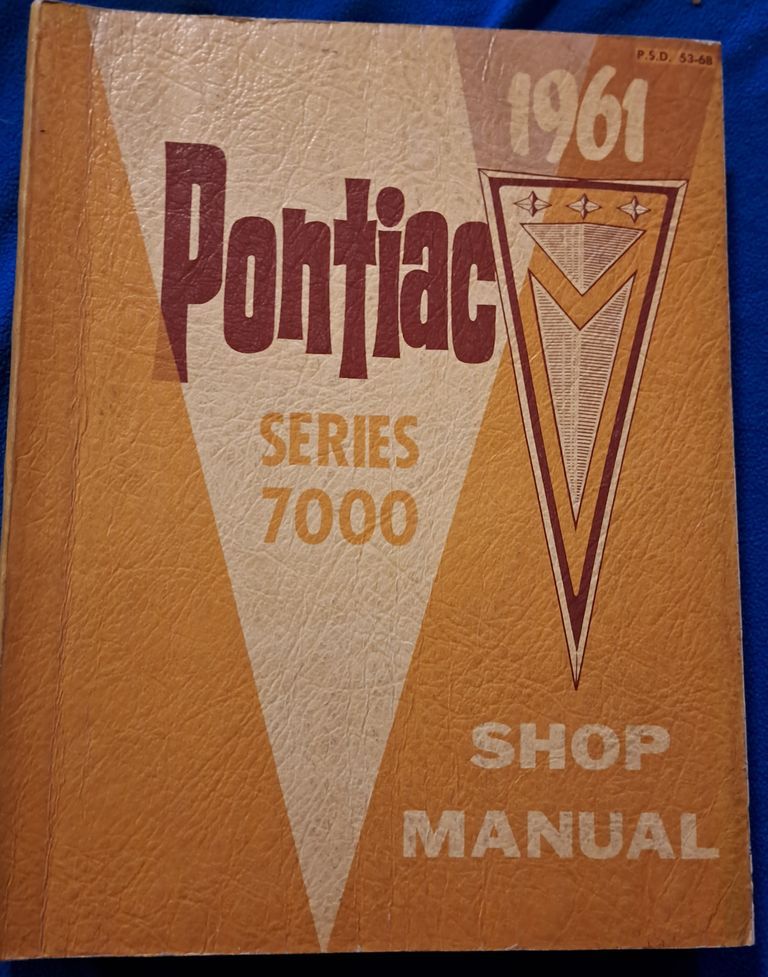 P.S.D. 53-68
1961
Pontiac
SERIES
7000
SHOP
MANUAL